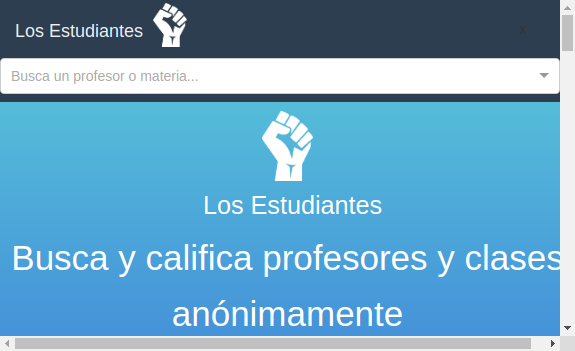 Los Estudiantes
x
Busca un profesor o materia...
Los Estudiantes
Busca y califica profesores y clases
anónimamente